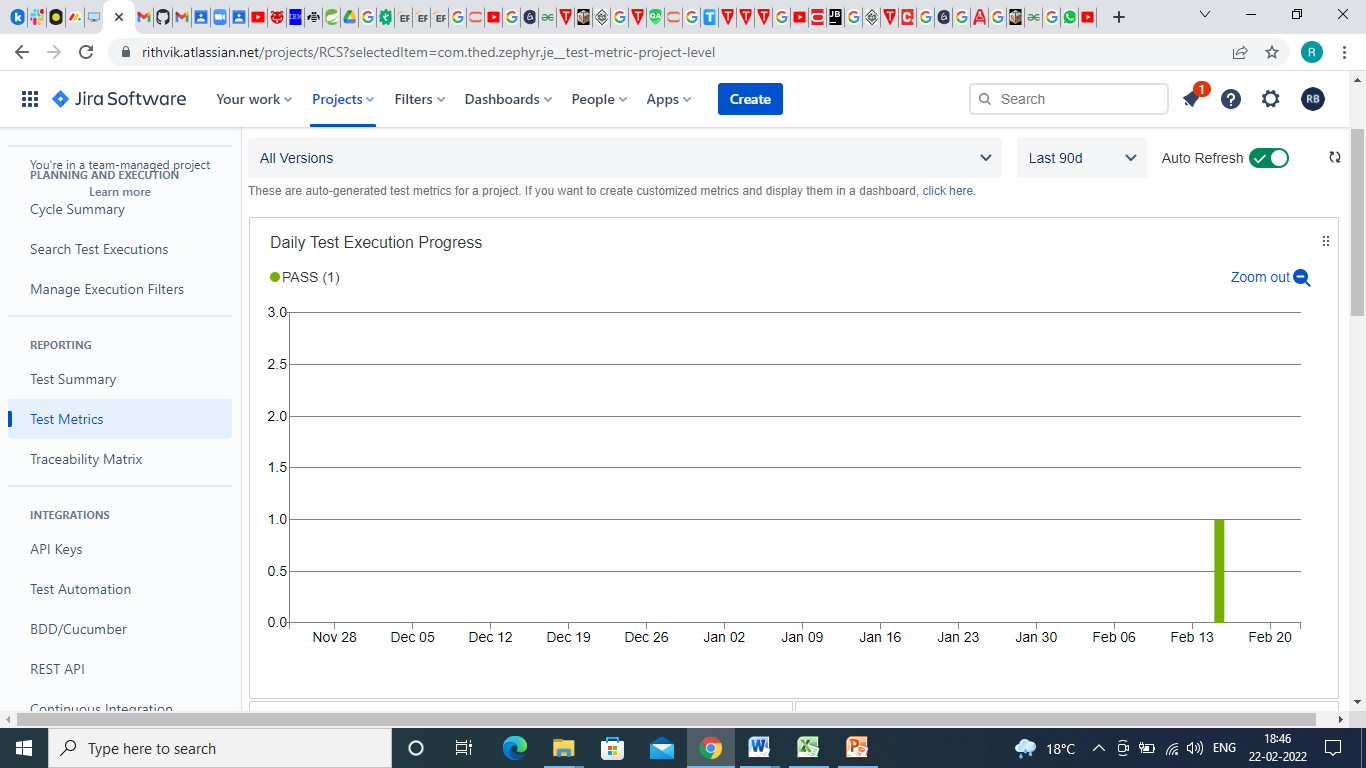 rithvik.atlassian.net/projects/RCS?selectedItem=com.thed.zephyr.je__test-metric-project-level
R
Jira Software
Your work
Projects
Filters
Dashboards
People
Apps
Create
Search
1
RB
You're in a team-managed project
PLANNING AND EXECUTION
Learn more
Cycle Summary
Search Test Executions
Manage Execution Filters
REPORTING
Test Summary
Test Metrics
Traceability Matrix
INTEGRATIONS
API Keys
Test Automation
BDD/Cucumber
REST API
Continuous Integration
All Versions
Last 90d
Auto Refresh
These are auto-generated test metrics for a project. If you want to create customized metrics and display them in a dashboard, click here.
Daily Test Execution Progress
PASS (1)
Zoom out
3.0
2.5
2.0
1.5
1.0
0.5
0.0
Nov 28 Dec 05 Dec 12 Dec 19 Dec 26 Jan 02 Jan 09 Jan 16 Jan 23 Jan 30 Feb 06 Feb 13 Feb 20
Type here to search
18°C
ENG
18:46
22-02-2022